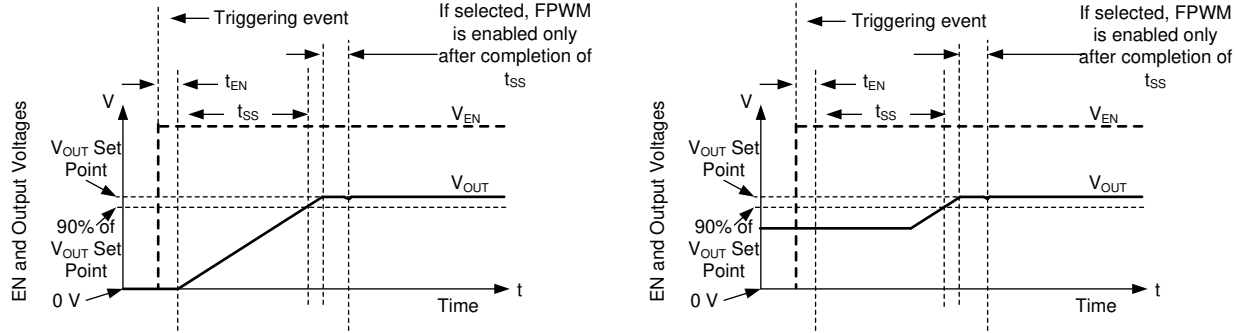 Triggering event
If selected, FPWM
is enabled only
after completion of
tSS
tEN
tSS
V
VEN
VOUT Set
Point
VOUT
90% of
VOUT Set
Point
0 V
t
Time
EN and Output Voltages
Triggering event
If selected, FPWM
is enabled only
after completion of
tSS
tEN
tSS
V
VEN
VOUT Set
Point
VOUT
90% of
VOUT Set
Point
0 V
t
Time
EN and Output Voltages